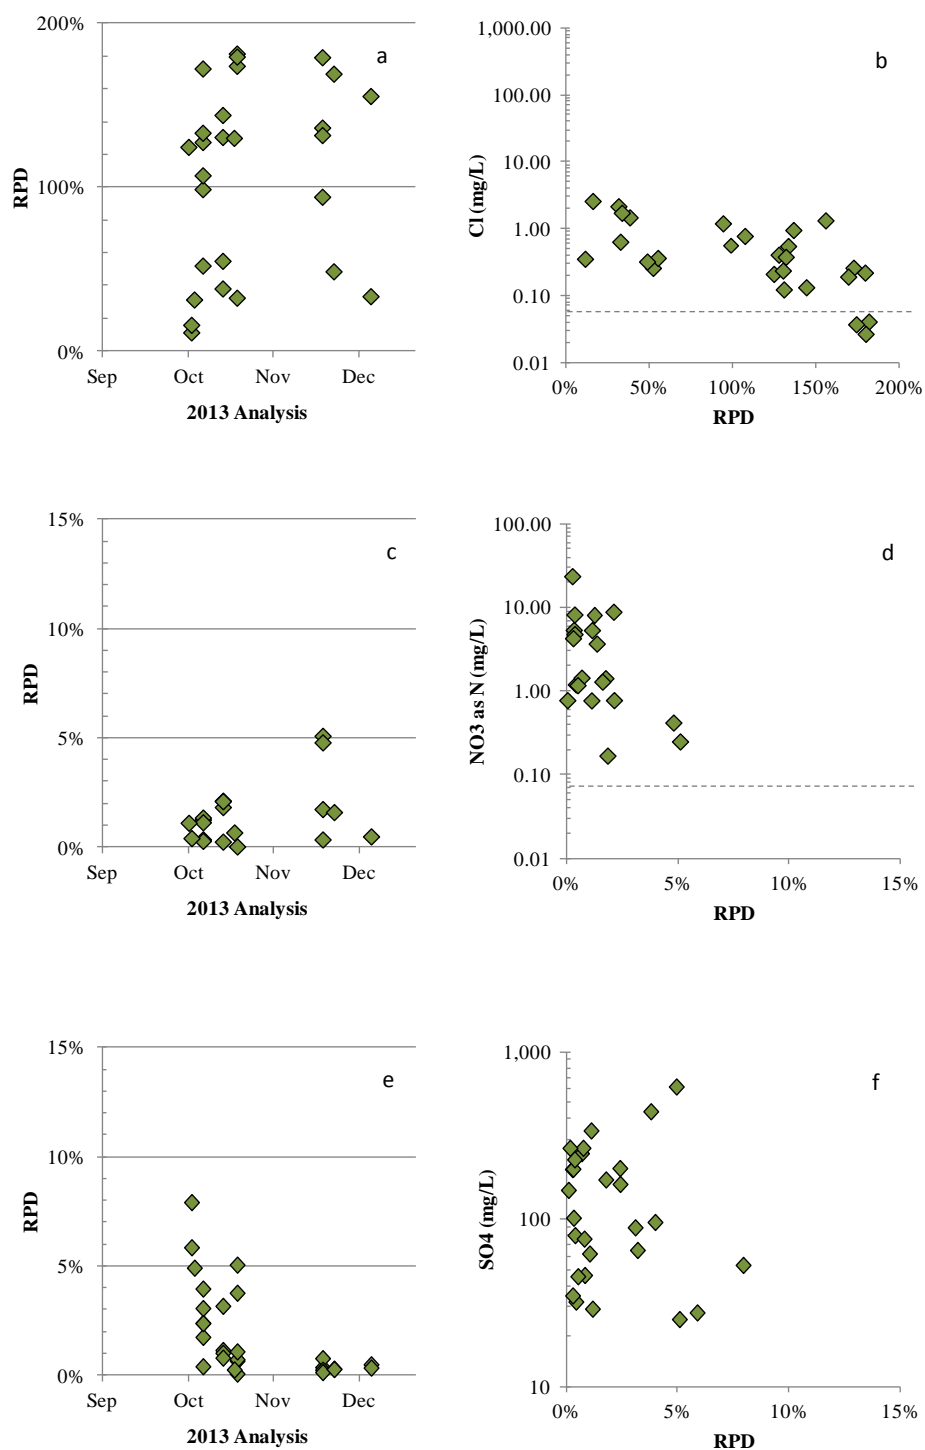 200%
a
RPD
100%
0%
Sep Oct Nov Dec
2013 Analysis
1,000.00
b
100.00
10.00
Cl (mg/L)
1.00
0.10
0.01
0% 50% 100% 150% 200%
RPD
15%
c
10%
RPD
5%
0%
Sep Oct Nov Dec
2013 Analysis
100.00
d
10.00
NO3 as N (mg/L)
1.00
0.10
0.01
0% 5% 10% 15%
RPD
15%
e
10%
RPD
5%
0%
Sep Oct Nov Dec
2013 Analysis
1,000
f
SO4 (mg/L)
100
10
0% 5% 10% 15%
RPD